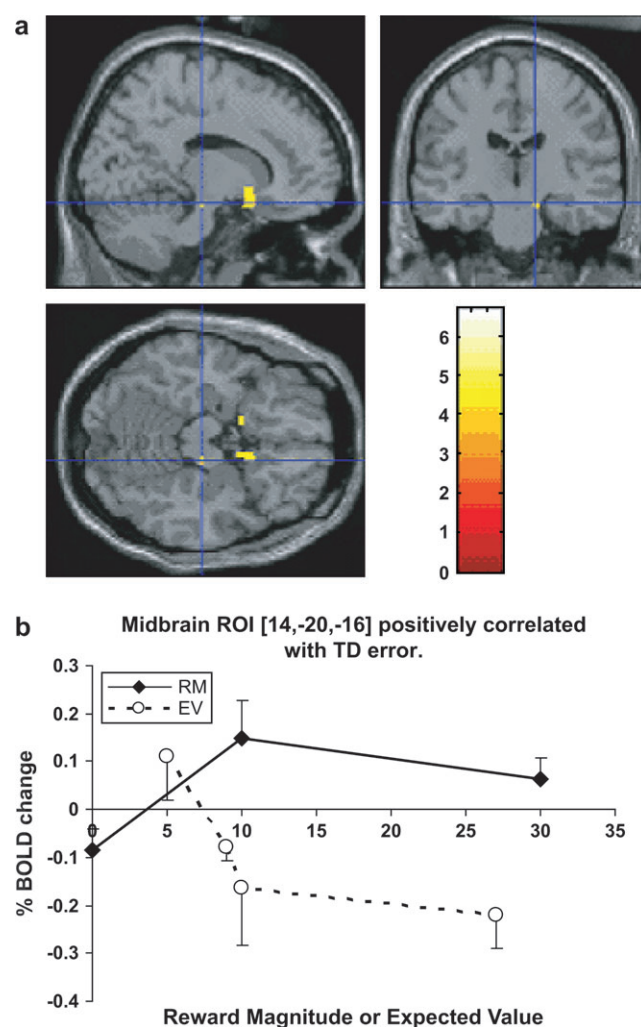 a
6
5
4
3
2
1
0
b
Midbrain ROI [14,-20,-16] positively correlated
with TD error.
0.3
0.2
0.1
0
-0.1
-0.2
-0.3
-0.4
% BOLD change
RM
EV
0 5 10 15 20 25 30 35
Reward Magnitude or Expected Value